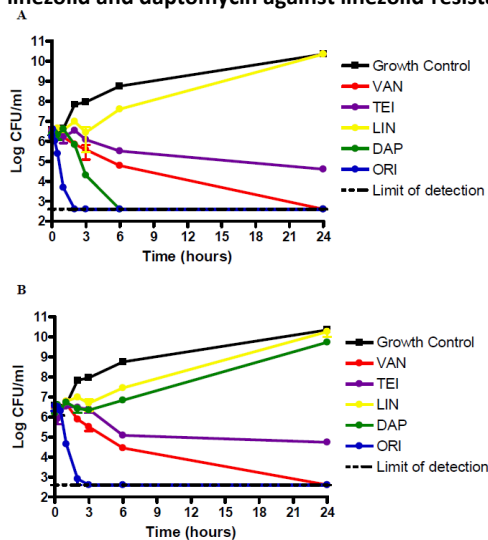 linezolid and daptomycin against linezolid
A
Log CFU/ml
11
10
9
8
7
6
5
4
3
2
0 3 6 9 12 15 18 21 24
Time (hours)
Growth Control
VAN
TEI
LIN
DAP
ORI
Limit of detection
B
Log CFU/ml
11
10
9
8
7
6
5
4
3
2
0 3 6 9 12 15 18 21 24
Time (hours)
Growth Control
VAN
TEI
LIN
DAP
ORI
Limit of detection